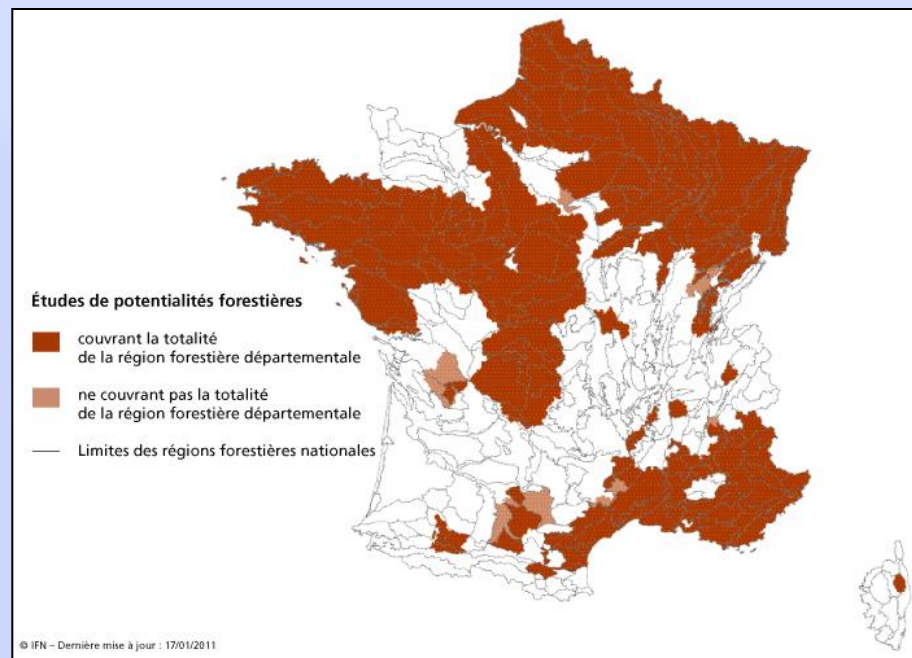 Études de potentialités forestières
couvrant la totalité
de la région forestière départementale
ne couvrant pas la totalité
de la région forestière départementale
Limites des régions forestières nationales
© IFN – Dernière mise à jour : 17/01/2011